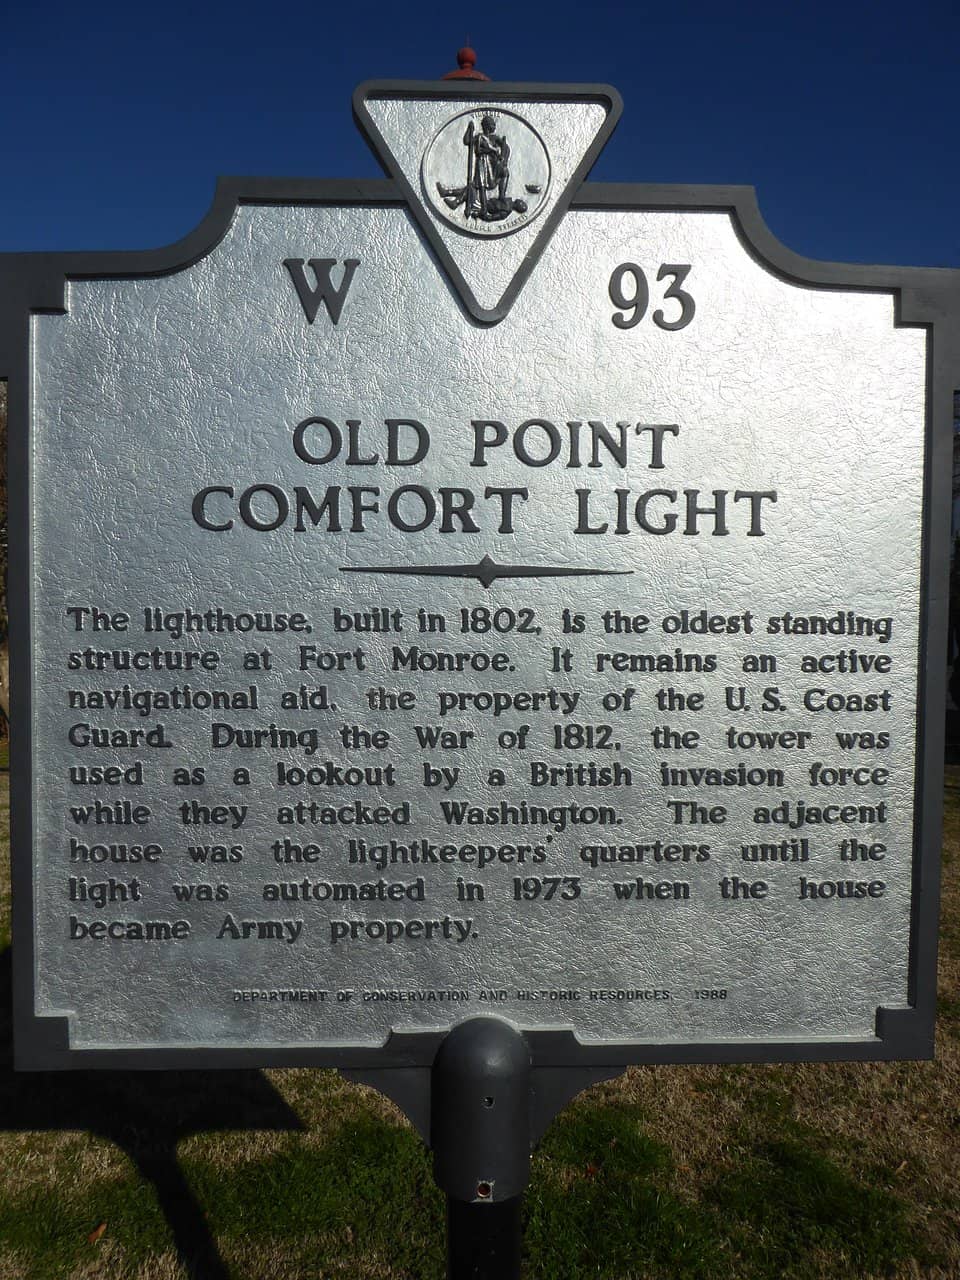 W 93
OLD POINT
COMFORT LIGHT
The lighthouse, built in 1802, is the oldest standing
structure at Fort Monroe. It remains an active
navigational aid, the property of the U. S. Coast
Guard. During the War of 1812, the tower was
used as a lookout by a British invasion force
while they attacked Washington. The adjacent
house was the lightkeepers' quarters until the
light was automated in 1973 when the house
became Army property.
DEPARTMENT OF CONSERVATION AND HISTORIC RESOURCES, 1988